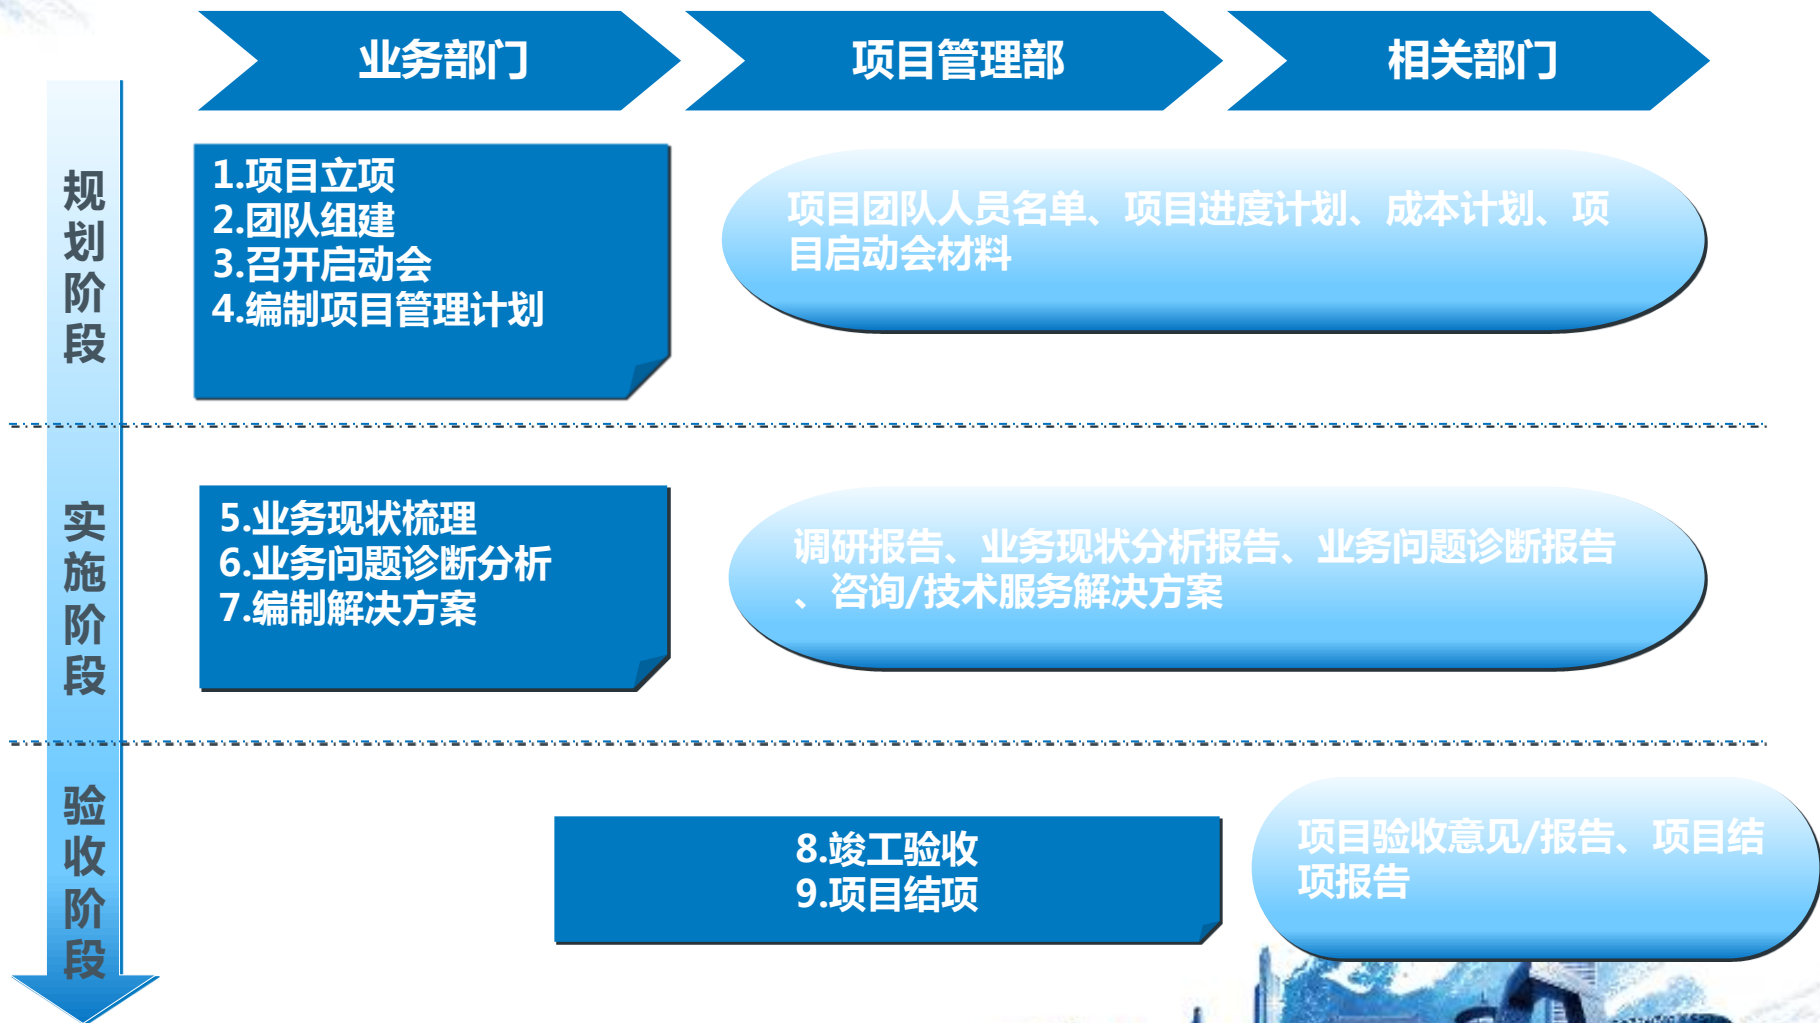 业务部门
项目管理部
相关部门
规划阶段
1.项目立项
2.团队组建
3.召开启动会
4.编制项目管理计划
项目团队人员名单、项目进度计划、成本计划、项
目启动会材料
实施阶段
5.业务现状梳理
6.业务问题诊断分析
7.编制解决方案
调研报告、业务现状分析报告、业务问题诊断报告
、咨询/技术服务解决方案
验收阶段
8.竣工验收
9.项目结项
项目验收意见/报告、项目结
项报告